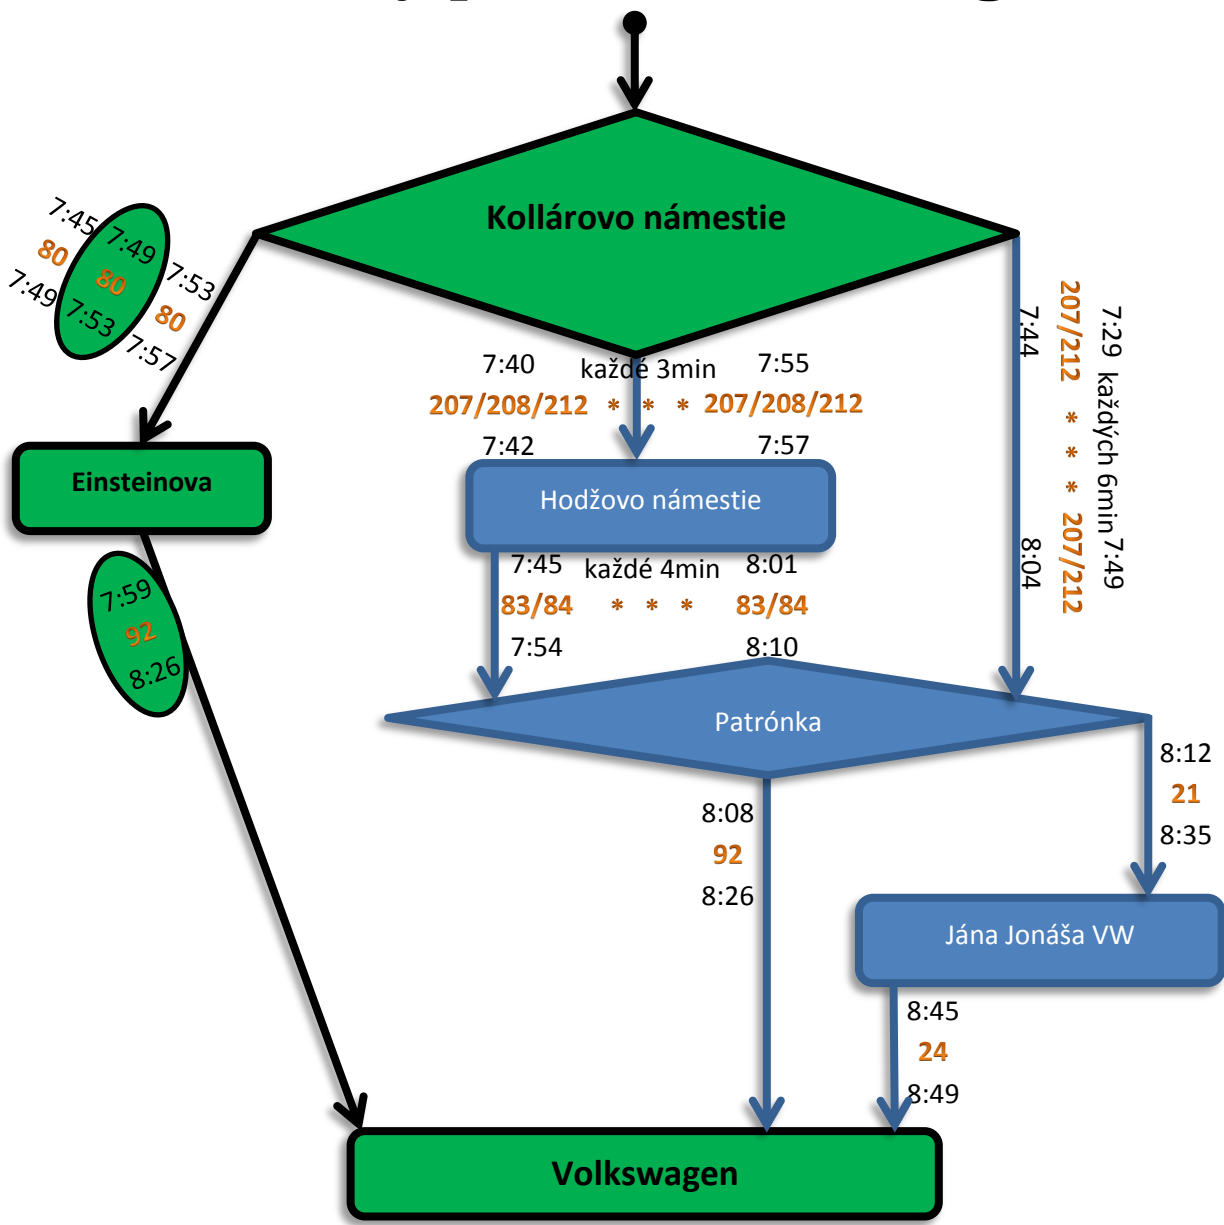 Kollárovo námestie
7:45
80
7:49
7:49
80
7:53
7:53
80
7:57
7:40 každé 3min 7:55
207/208/212 * * * 207/208/212
7:42 7:57
7:29 každých 6min 7:49
207/212 * * * 207/212
7:44 8:04
Einsteinova
Hodžovo námestie
7:59
92
8:26
7:45 každé 4min 8:01
83/84 * * * 83/84
7:54 8:10
Patrónka
8:12
21
8:35
8:08
92
8:26
Jána Jonáša VW
8:45
24
8:49
Volkswagen